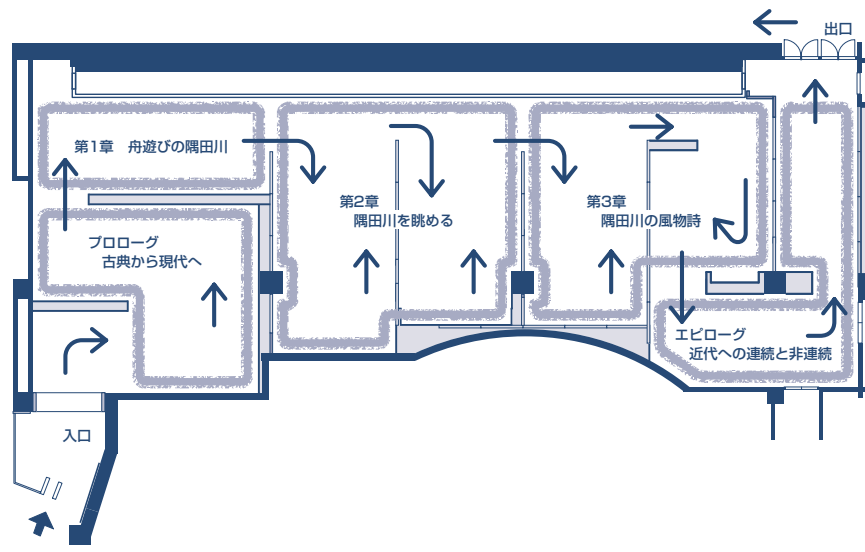 出口
第1章　舟遊びの隅田川
第2章
隅田川を眺める
第3章
隅田川の風物詩
プロローグ
古典から現代へ
エピローグ
近代への連続と非連続
入口